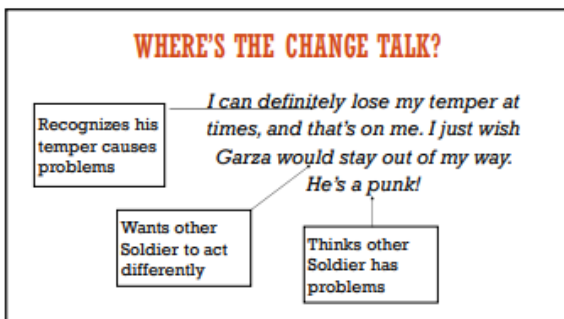 WHERE'S THE CHANGE TALK?
I can definitely lose my temper at
times, and that's on me. I just wish
Garza would stay out of my way.
He's a punk!
Recognizes his
temper causes
problems
Wants other
Soldier to act
differently
Thinks other
Soldier has
problems